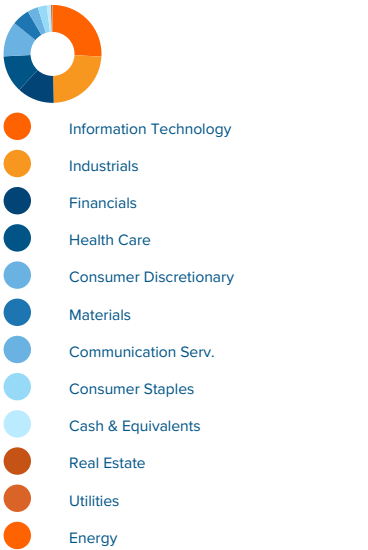 Information Technology
Industrials
Financials
Health Care
Consumer Discretionary
Materials
Communication Serv.
Consumer Staples
Cash & Equivalents
Real Estate
Utilities
Energy